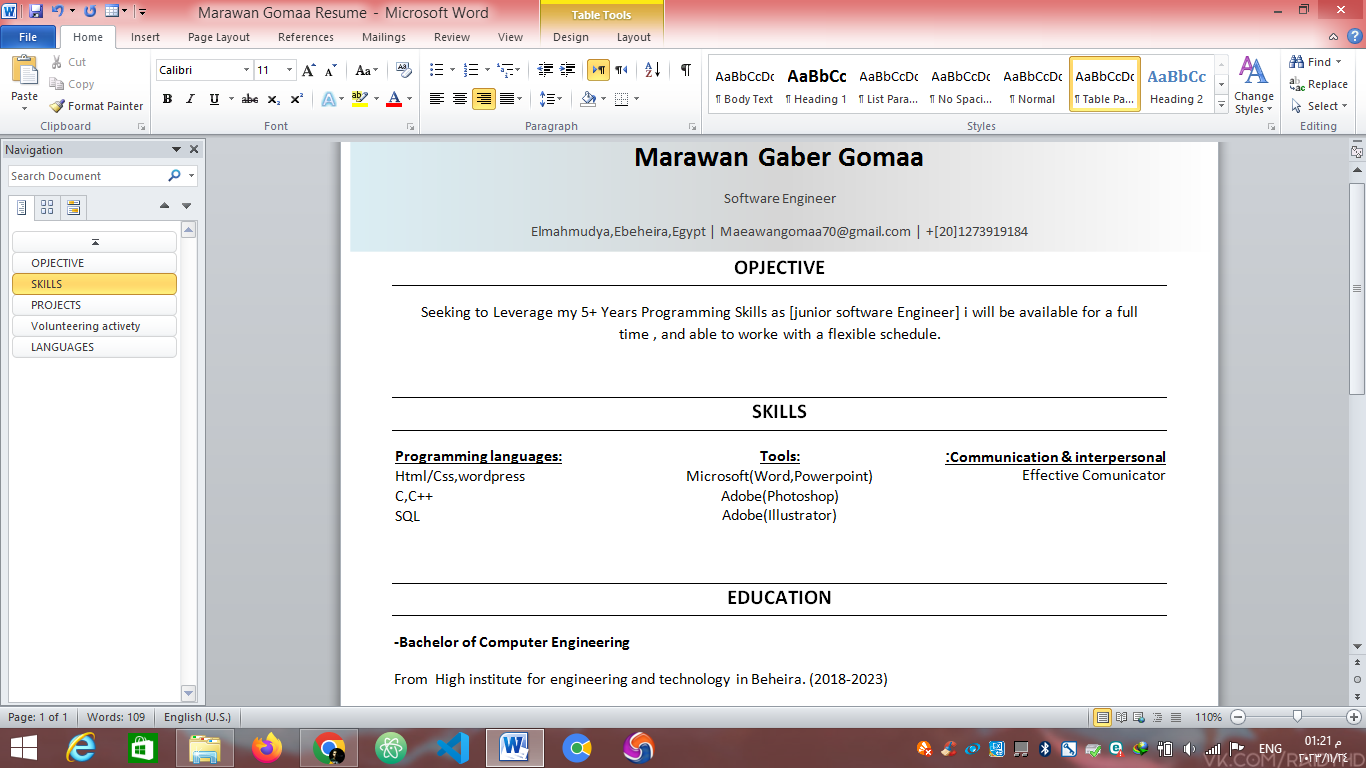 Marawan Gomaa Resume - Microsoft Word
Table Tools
File Home Insert Page Layout References Mailings Review View Design Layout
Paste
Cut
Copy
Format Painter
Clipboard
Calibri 11
Font
Paragraph
AaBbCcDc AaBbCc AaBbCcDc AaBbCcDc AaBbCcDc AaBbCcDc AaBbCc
¶ Body Text ¶ Heading 1 ¶ List Para... ¶ No Spaci... ¶ Normal ¶ Table Pa... Heading 2
Change Styles
Styles
Find
Replace
Select
Editing
Navigation
Search Document
OPJECTIVE
SKILLS
PROJECTS
Volunteering activety
LANGUAGES
Marawan Gaber Gomaa
Software Engineer
Elmahmudya,Ebeheira,Egypt | Maeawangomaa70@gmail.com | +[20]1273919184
OPJECTIVE
Seeking to Leverage my 5+ Years Programming Skills as [junior software Engineer] i will be available for a full
time , and able to worke with a flexible schedule.
SKILLS
Programming languages:
Html/Css,wordpress
C,C++
SQL
Tools:
Microsoft(Word,Powerpoint)
Adobe(Photoshop)
Adobe(Illustrator)
:Communication & interpersonal
Effective Comunicator
EDUCATION
-Bachelor of Computer Engineering
From High institute for engineering and technology in Beheira. (2018-2023)
Page: 1 of 1 Words: 109 English (U.S.) 110%
ENG
01:21 م
٢٠٢٣/١١/٢٤
VK.COM/RAIDYHD